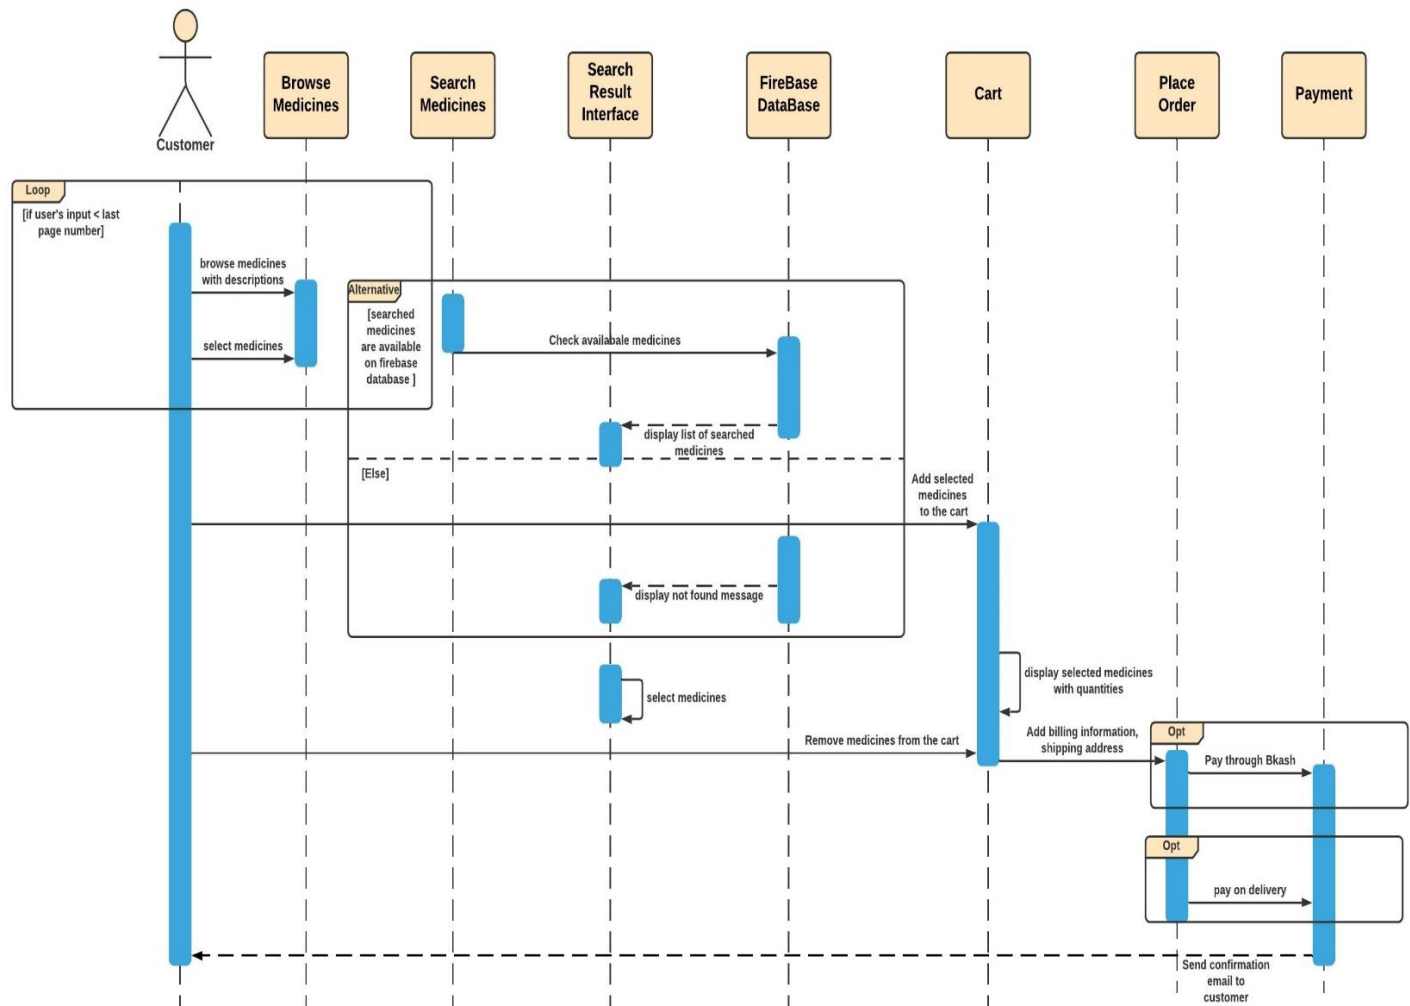 Customer
Browse
Medicines
Search
Medicines
Search
Result
Interface
FireBase
DataBase
Cart
Place
Order
Payment
Loop
[if user's input < last
page number]
browse medicines
with descriptions
select medicines
Alternative
[searched
medicines
are available
on firebase
database ]
Check availabale medicines
display list of searched
medicines
[Else]
Add selected
medicines
to the cart
display not found message
select medicines
display selected medicines
with quantities
Remove medicines from the cart
Add billing information,
shipping address
Opt
Pay through Bkash
Opt
pay on delivery
Send confirmation
email to
customer